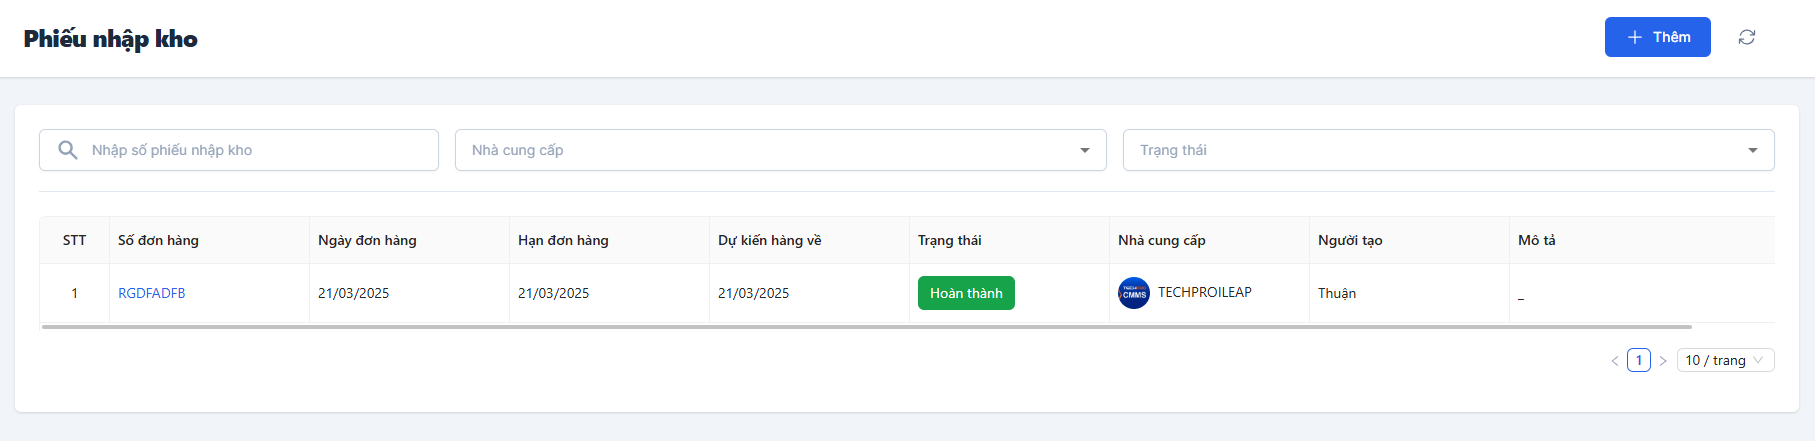 Phiếu nhập kho
Thêm
Nhập số phiếu nhập kho
Nhà cung cấp
Trạng thái
STT Số đơn hàng Ngày đơn hàng Hạn đơn hàng Dự kiến hàng về Trạng thái Nhà cung cấp Người tạo Mô tả
1 RGDFADFB 21/03/2025 21/03/2025 21/03/2025 Hoàn thành TECHPRO CMMS TECHPROILEAP Thuận _
< 1 > 10 / trang